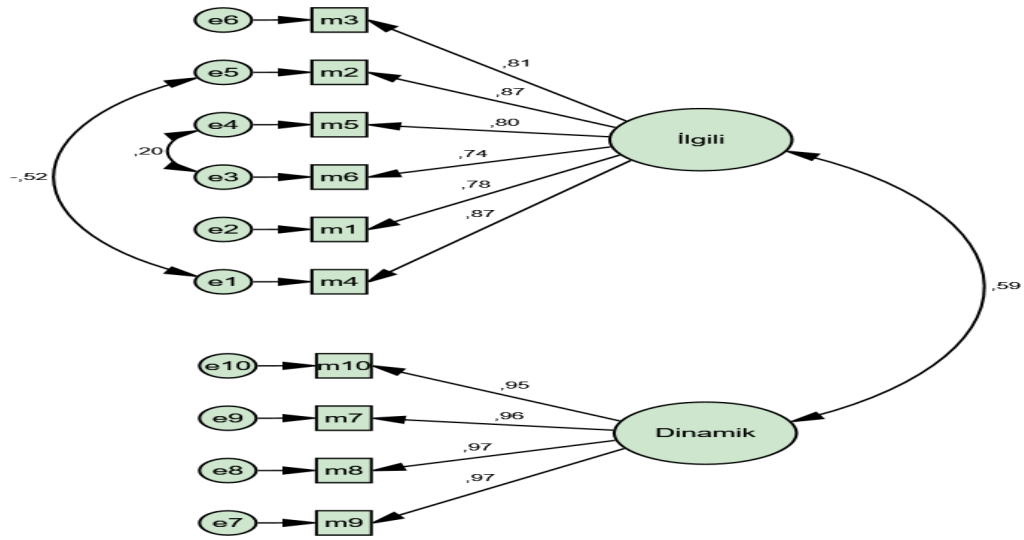 e6 m3
,81
e5 m2
,87
e4 m5
,80
İlgili
,20
-,52
e3 m6
,74
,78
e2 m1
,87
e1 m4
,59
e10 m10
,95
e9 m7
,96
Dinamik
e8 m8
,97
,97
e7 m9